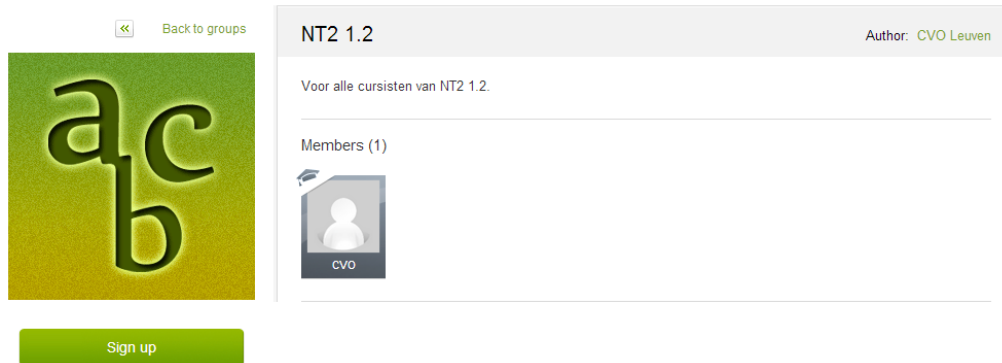 Back to groups
NT2 1.2
Author: CVO Leuven
Voor alle cursisten van NT2 1.2.
Members (1)
a
c
b
cvo
Sign up